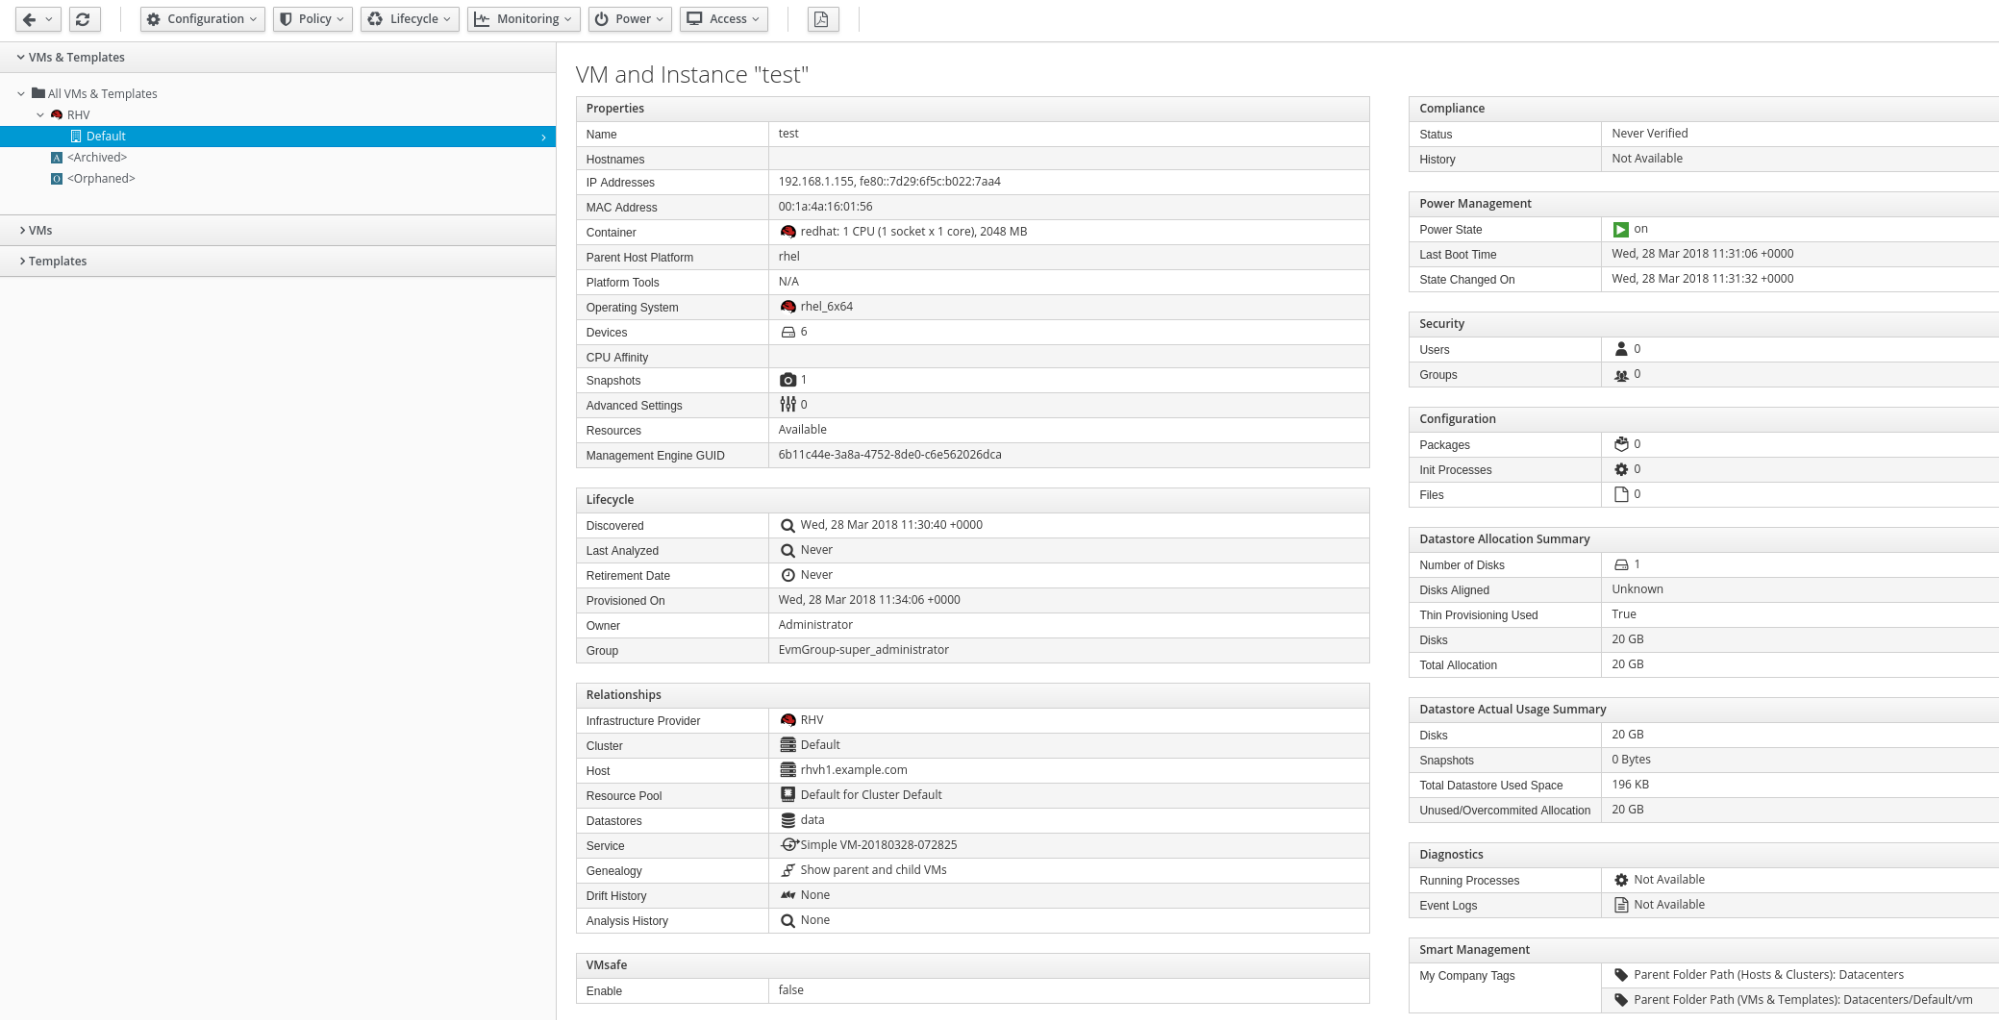 Configuration
Policy
Lifecycle
Monitoring
Power
Access
VMs & Templates
All VMs & Templates
RHV
Default
A <Archived>
O <Orphaned>
VMs
Templates
VM and Instance "test"
Properties
Name test
Hostnames
IP Addresses 192.168.1.155, fe80::7d29:6f5c:b022:7aa4
MAC Address 00:1a:4a:16:01:56
Container redhat: 1 CPU (1 socket x 1 core), 2048 MB
Parent Host Platform rhel
Platform Tools N/A
Operating System rhel_6x64
Devices 6
CPU Affinity
Snapshots 1
Advanced Settings 0
Resources Available
Management Engine GUID 6b11c44e-3a8a-4752-8de0-c6e562026dca
Lifecycle
Discovered Wed, 28 Mar 2018 11:30:40 +0000
Last Analyzed Never
Retirement Date Never
Provisioned On Wed, 28 Mar 2018 11:34:06 +0000
Owner Administrator
Group EvmGroup-super_administrator
Relationships
Infrastructure Provider RHV
Cluster Default
Host rhvh1.example.com
Resource Pool Default for Cluster Default
Datastores data
Service Simple VM-20180328-072825
Genealogy Show parent and child VMs
Drift History None
Analysis History None
VMsafe
Enable false
Compliance
Status Never Verified
History Not Available
Power Management
Power State on
Last Boot Time Wed, 28 Mar 2018 11:31:06 +0000
State Changed On Wed, 28 Mar 2018 11:31:32 +0000
Security
Users 0
Groups 0
Configuration
Packages 0
Init Processes 0
Files 0
Datastore Allocation Summary
Number of Disks 1
Disks Aligned Unknown
Thin Provisioning Used True
Disks 20 GB
Total Allocation 20 GB
Datastore Actual Usage Summary
Disks 20 GB
Snapshots 0 Bytes
Total Datastore Used Space 196 KB
Unused/Overcommited Allocation 20 GB
Diagnostics
Running Processes Not Available
Event Logs Not Available
Smart Management
My Company Tags Parent Folder Path (Hosts & Clusters): Datacenters
Parent Folder Path (VMs & Templates): Datacenters/Default/vm